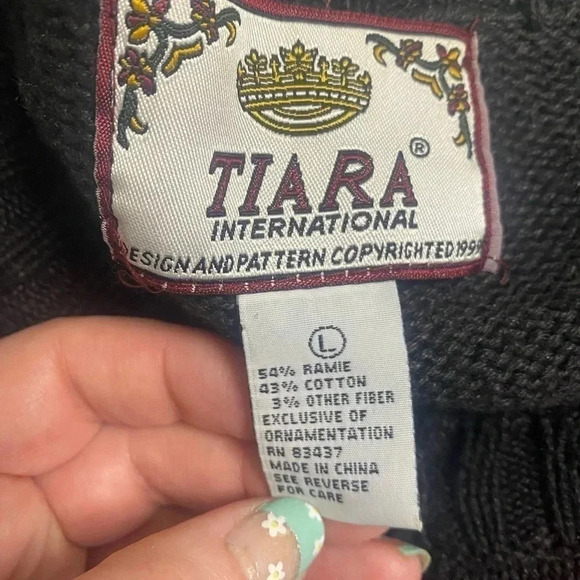 TIARA®
INTERNATIONAL
DESIGN AND PATTERN COPYRIGHTED 1999
L
54% RAMIE
43% COTTON
3% OTHER FIBER
EXCLUSIVE OF
ORNAMENTATION
RN 83437
MADE IN CHINA
SEE REVERSE
FOR CARE